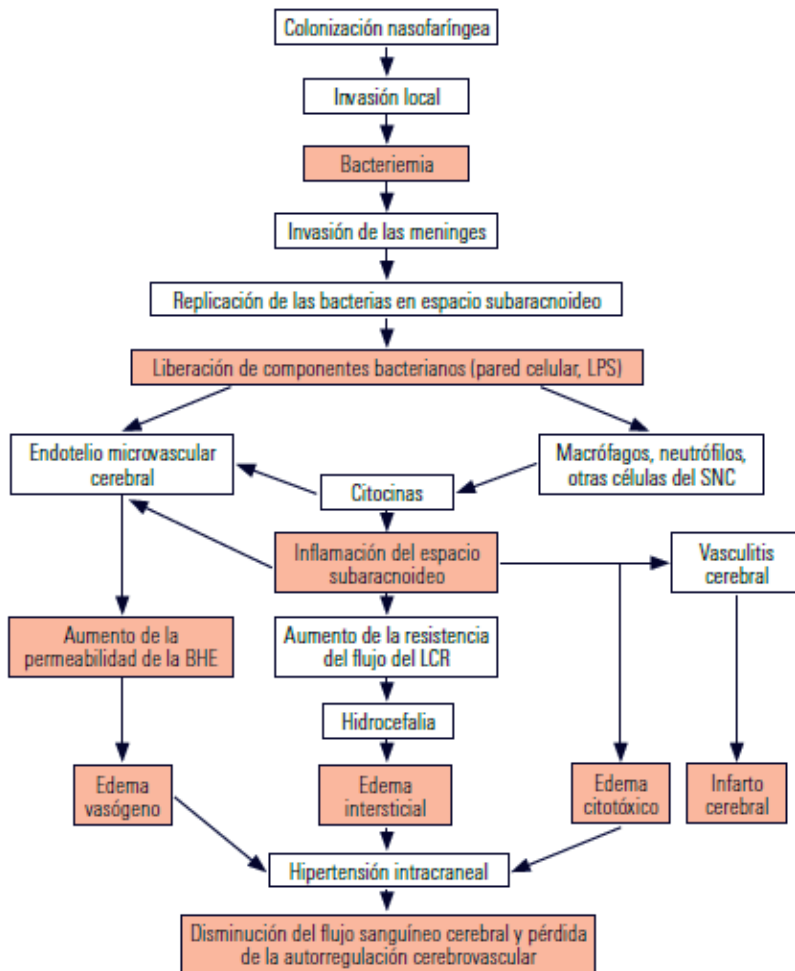 Colonización nasofaríngea
Invasión local
Bacteriemia
Invasión de las meninges
Replicación de las bacterias en espacio subaracnoideo
Liberación de componentes bacterianos (pared celular, LPS)
Endotelio microvascular
cerebral
Macrófagos, neutrófilos,
otras células del SNC
Citocinas
Inflamación del espacio
subaracnoideo
Vasculitis
cerebral
Aumento de la
permeabilidad de la BHE
Aumento de la resistencia
del flujo del LCR
Hidrocefalia
Edema
vasógeno
Edema
intersticial
Edema
citotóxico
Infarto
cerebral
Hipertensión intracraneal
Disminución del flujo sanguíneo cerebral y pérdida
de la autorregulación cerebrovascular